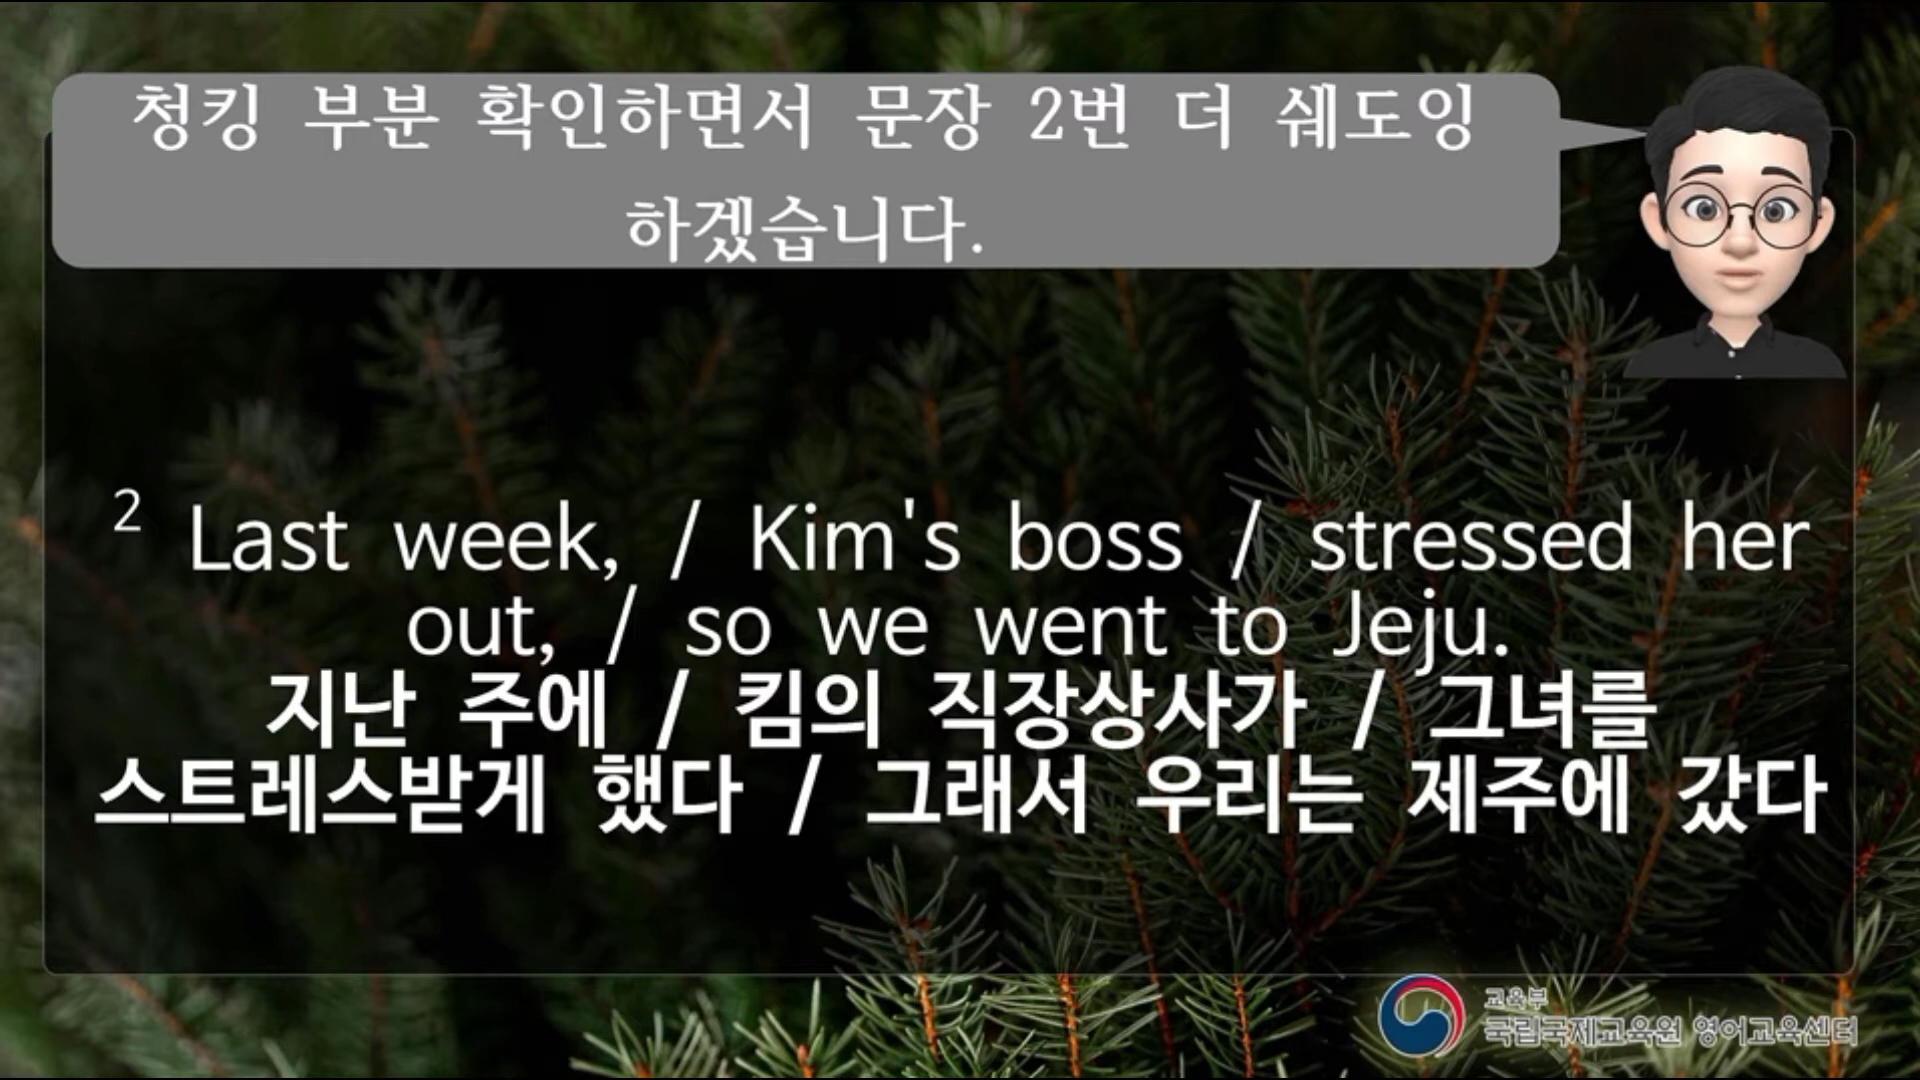 청킹 부분 확인하면서 문장 2번 더 쉐도잉
하겠습니다.
2 Last week, / Kim's boss / stressed her
out, / so we went to Jeju.
지난 주에 / 킴의 직장상사가 / 그녀를
스트레스받게 했다 / 그래서 우리는 제주에 갔다
교육부
국립국제교육원 영어교육센터